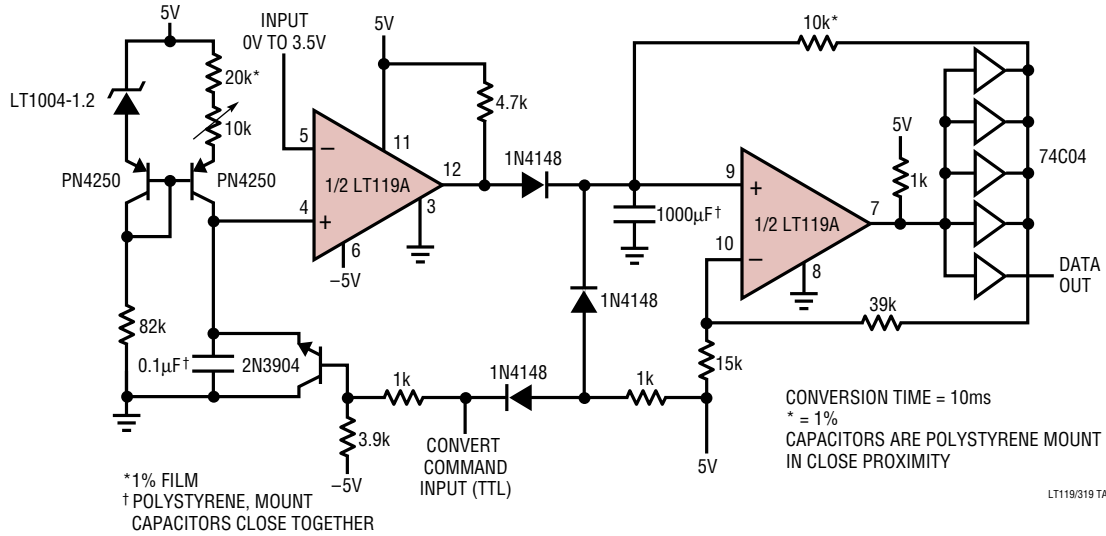 5V
LT1004-1.2
20k*
10k
PN4250
PN4250
82k
0.1µF†
2N3904
INPUT
0V TO 3.5V
5V
4.7k
5
–
11
12
1/2 LT119A
4
+
3
6
–5V
1N4148
1N4148
1N4148
1k
3.9k
–5V
CONVERT
COMMAND
INPUT (TTL)
1k
1000µF†
10k*
9
+
1/2 LT119A
7
10
–
8
5V
1k
74C04
DATA
OUT
39k
15k
5V
CONVERSION TIME = 10ms
* = 1%
CAPACITORS ARE POLYSTYRENE MOUNT
IN CLOSE PROXIMITY
*1% FILM
† POLYSTYRENE, MOUNT
CAPACITORS CLOSE TOGETHER
LT119/319 TA